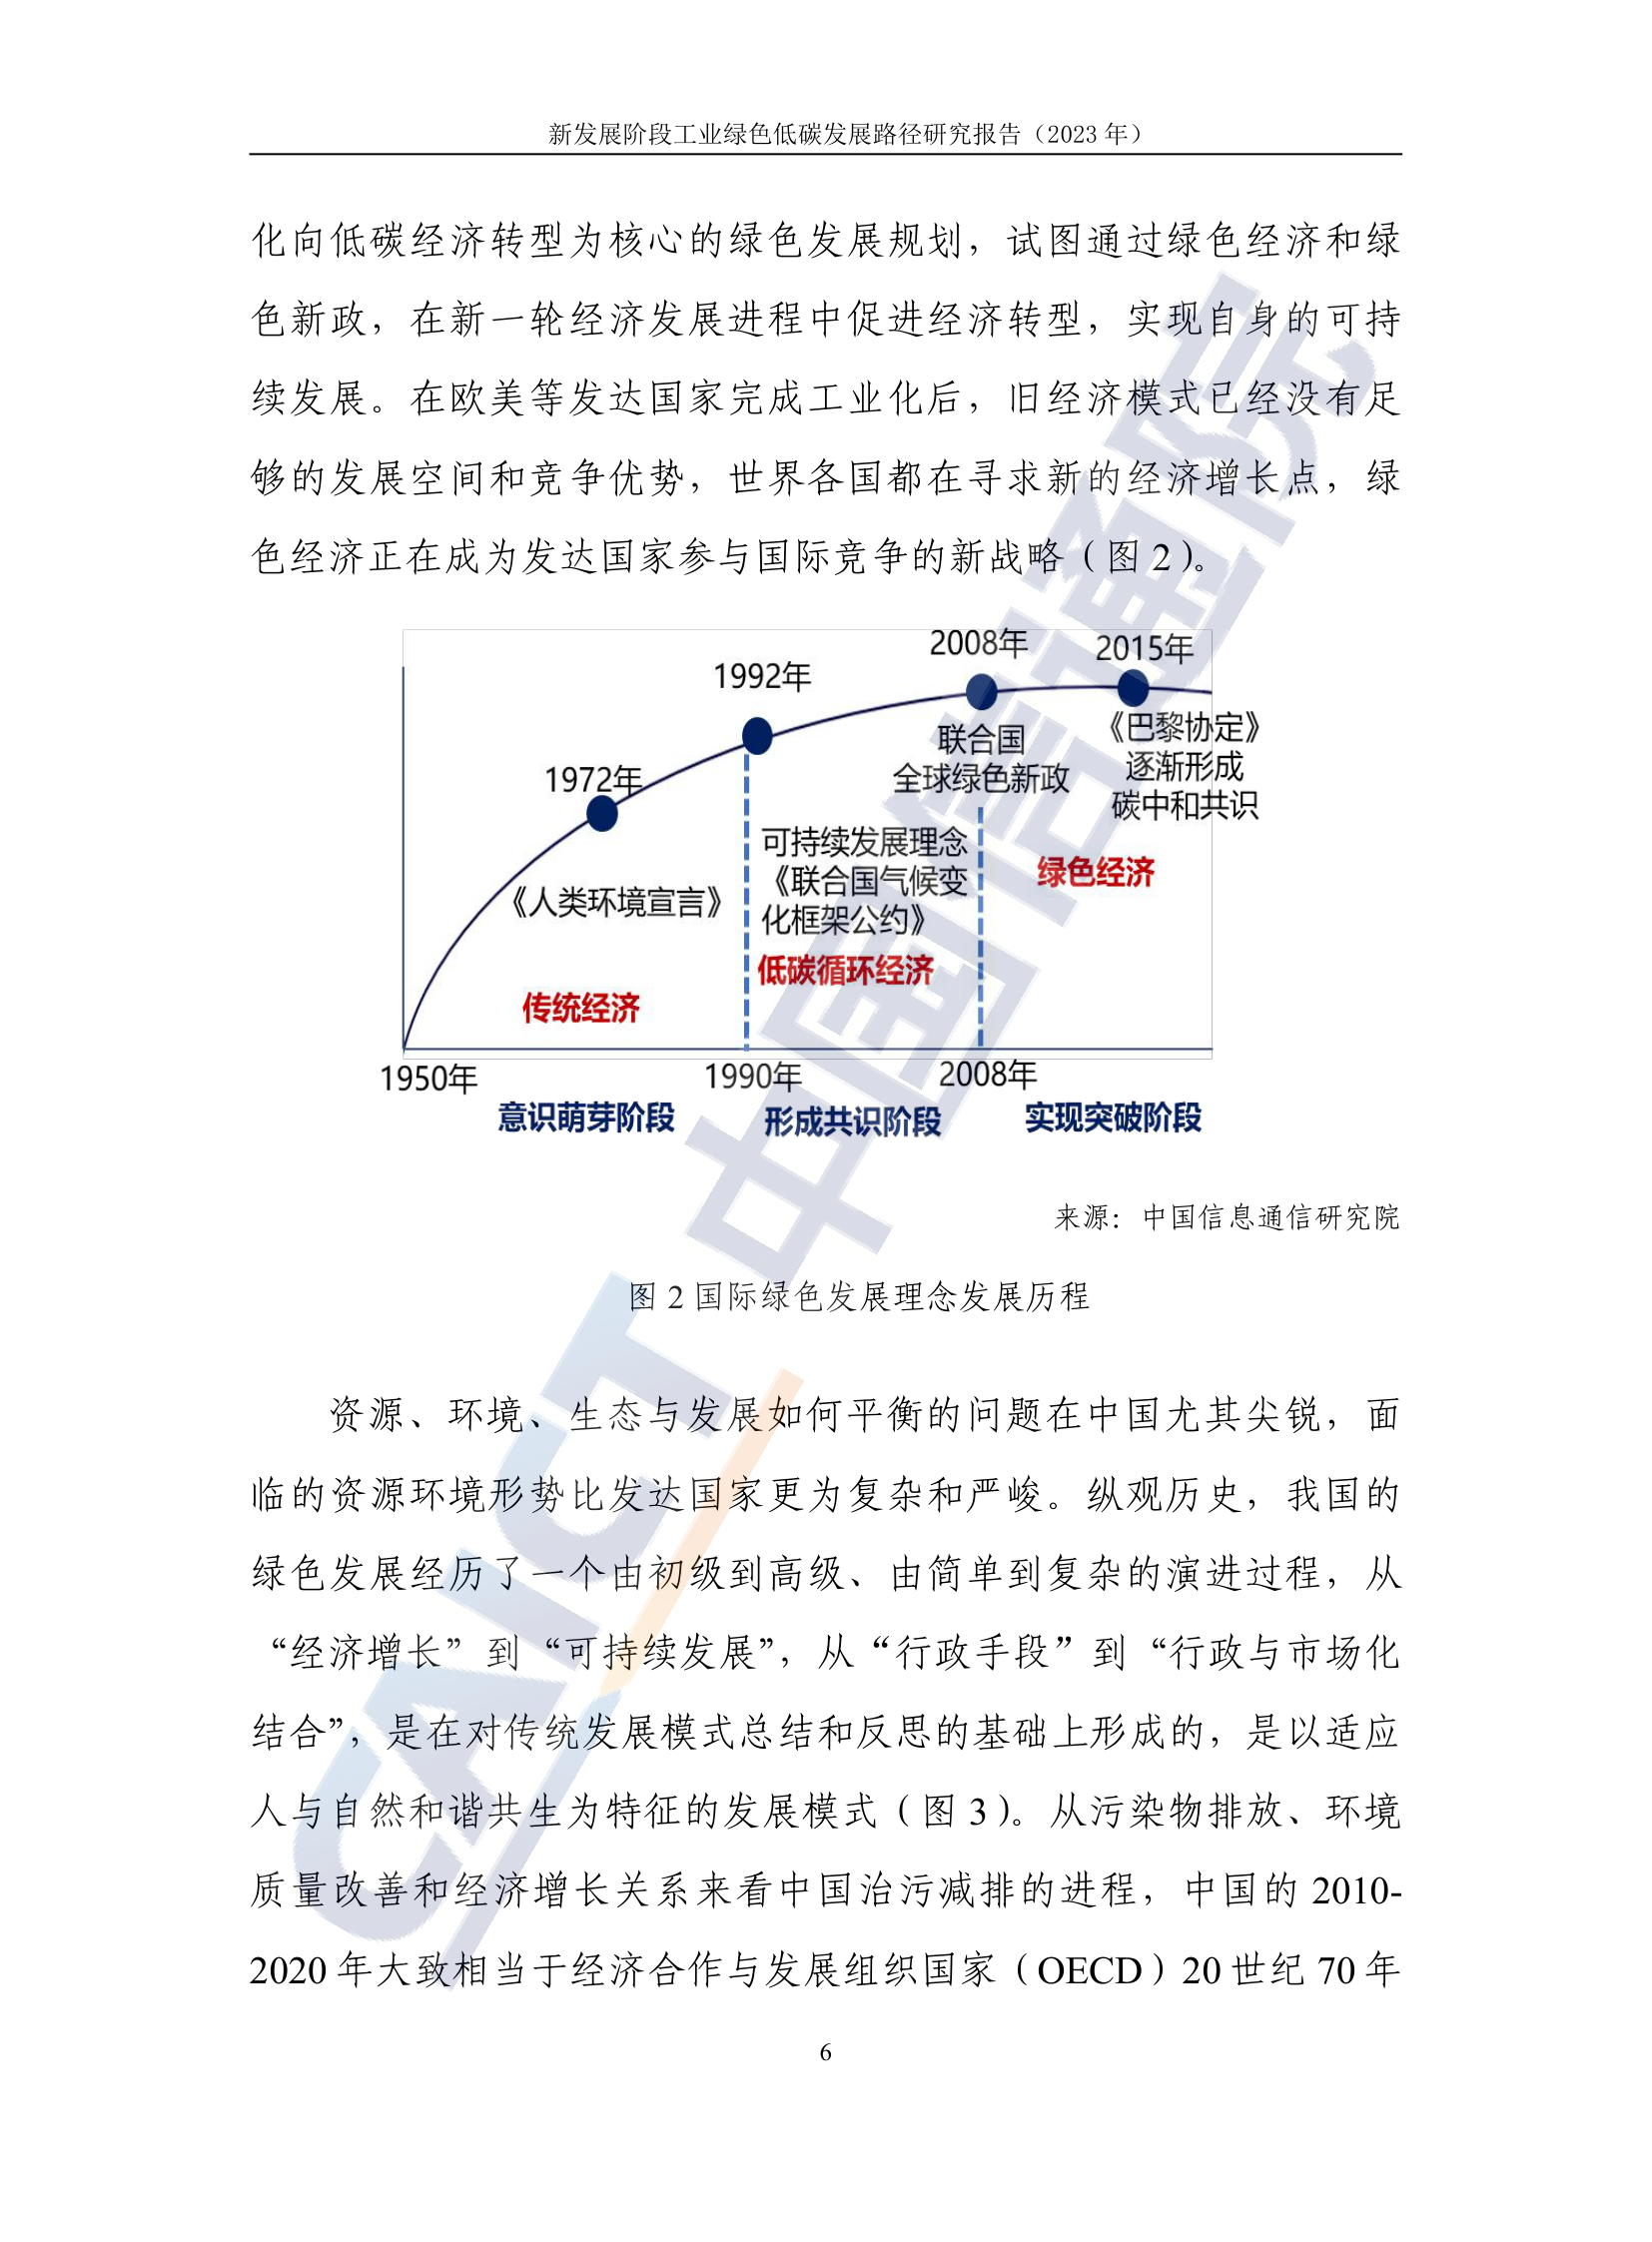 新发展阶段工业绿色低碳发展路径研究报告（2023 年）
化向低碳经济转型为核心的绿色发展规划，试图通过绿色经济和绿
色新政，在新一轮经济发展进程中促进经济转型，实现自身的可持
续发展。在欧美等发达国家完成工业化后，旧经济模式已经没有足
够的发展空间和竞争优势，世界各国都在寻求新的经济增长点，绿
色经济正在成为发达国家参与国际竞争的新战略（图 2）。
2008年
2015年
1992年
1972年
联合国
全球绿色新政
《巴黎协定》
逐渐形成
碳中和共识
可持续发展理念
《联合国气候变
化框架公约》
绿色经济
《人类环境宣言》
低碳循环经济
传统经济
1950年
1990年
2008年
意识萌芽阶段
形成共识阶段
实现突破阶段
来源：中国信息通信研究院
图 2 国际绿色发展理念发展历程
资源、环境、生态与发展如何平衡的问题在中国尤其尖锐，面
临的资源环境形势比发达国家更为复杂和严峻。纵观历史，我国的
绿色发展经历了一个由初级到高级、由简单到复杂的演进过程，从
“经济增长”到“可持续发展”，从“行政手段”到“行政与市场化
结合”，是在对传统发展模式总结和反思的基础上形成的，是以适应
人与自然和谐共生为特征的发展模式（图 3）。从污染物排放、环境
质量改善和经济增长关系来看中国治污减排的进程，中国的 2010-
2020 年大致相当于经济合作与发展组织国家（OECD）20 世纪 70 年
6
CAICT 中国信通院